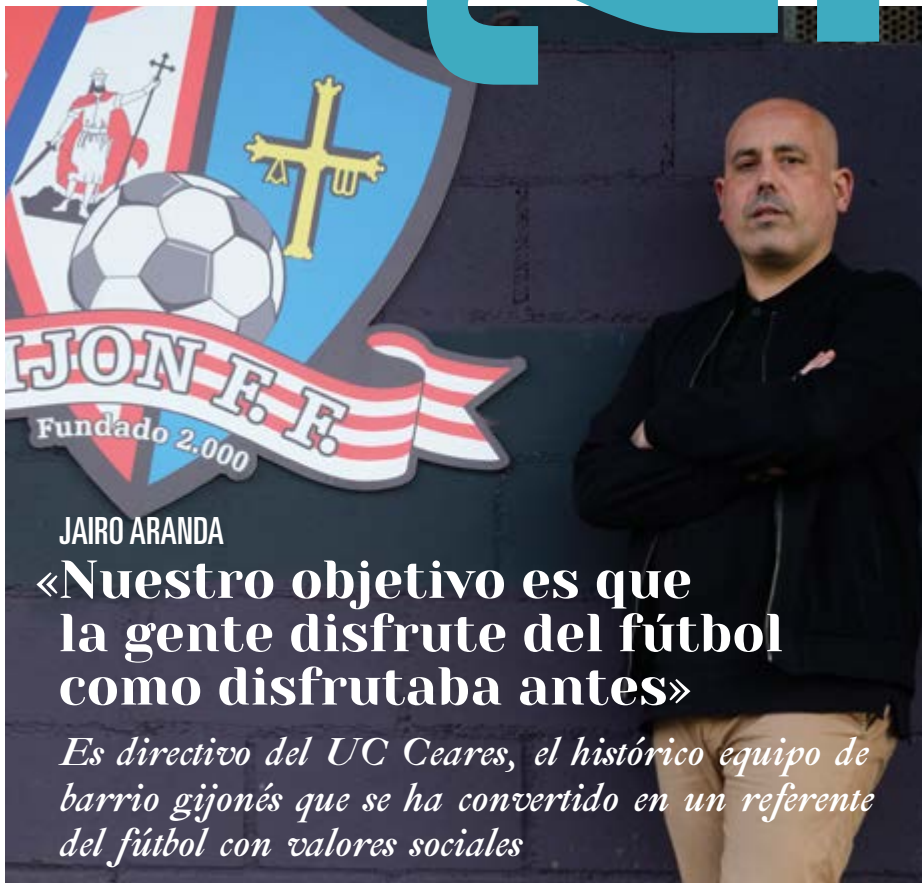 IJON F. F.
Fundado 2.000
JAIRO ARANDA
«Nuestro objetivo es que
la gente disfrute del fútbol
como disfrutaba antes»
Es directivo del UC Ceares, el histórico equipo de
barrio gijonés que se ha convertido en un referente
del fútbol con valores sociales